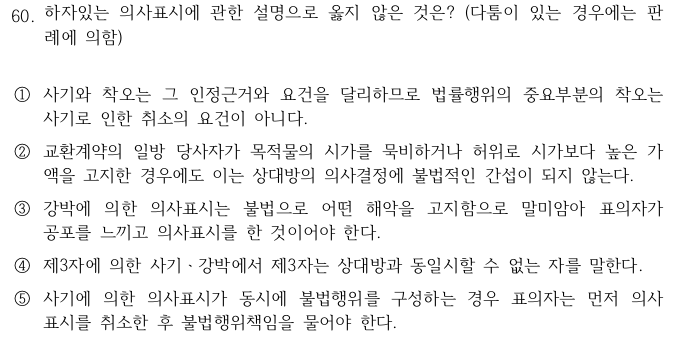 60. 하자있는 의사표시에 관한 설명으로 옳지 않은 것은? (다툼이 있는 경우에는 판
례에 의함)
① 사기와 착오는 그 인정근거와 요건을 달리하므로 법률행위의 중요부분의 착오는
사기로 인한 취소의 요건이 아니다.
② 교환계약의 일방 당사자가 목적물의 시가를 묵비하거나 허위로 시가보다 높은 가
액을 고지한 경우에도 이는 상대방의 의사결정에 불법적인 간섭이 되지 않는다.
③ 강박에 의한 의사표시는 불법으로 어떤 해악을 고지함으로 말미암아 표의자가
공포를 느끼고 의사표시를 한 것이어야 한다.
④ 제3자에 의한 사기·강박에서 제3자는 상대방과 동일시할 수 없는 자를 말한다.
⑤ 사기에 의한 의사표시가 동시에 불법행위를 구성하는 경우 표의자는 먼저 의사
표시를 취소한 후 불법행위책임을 물어야 한다.